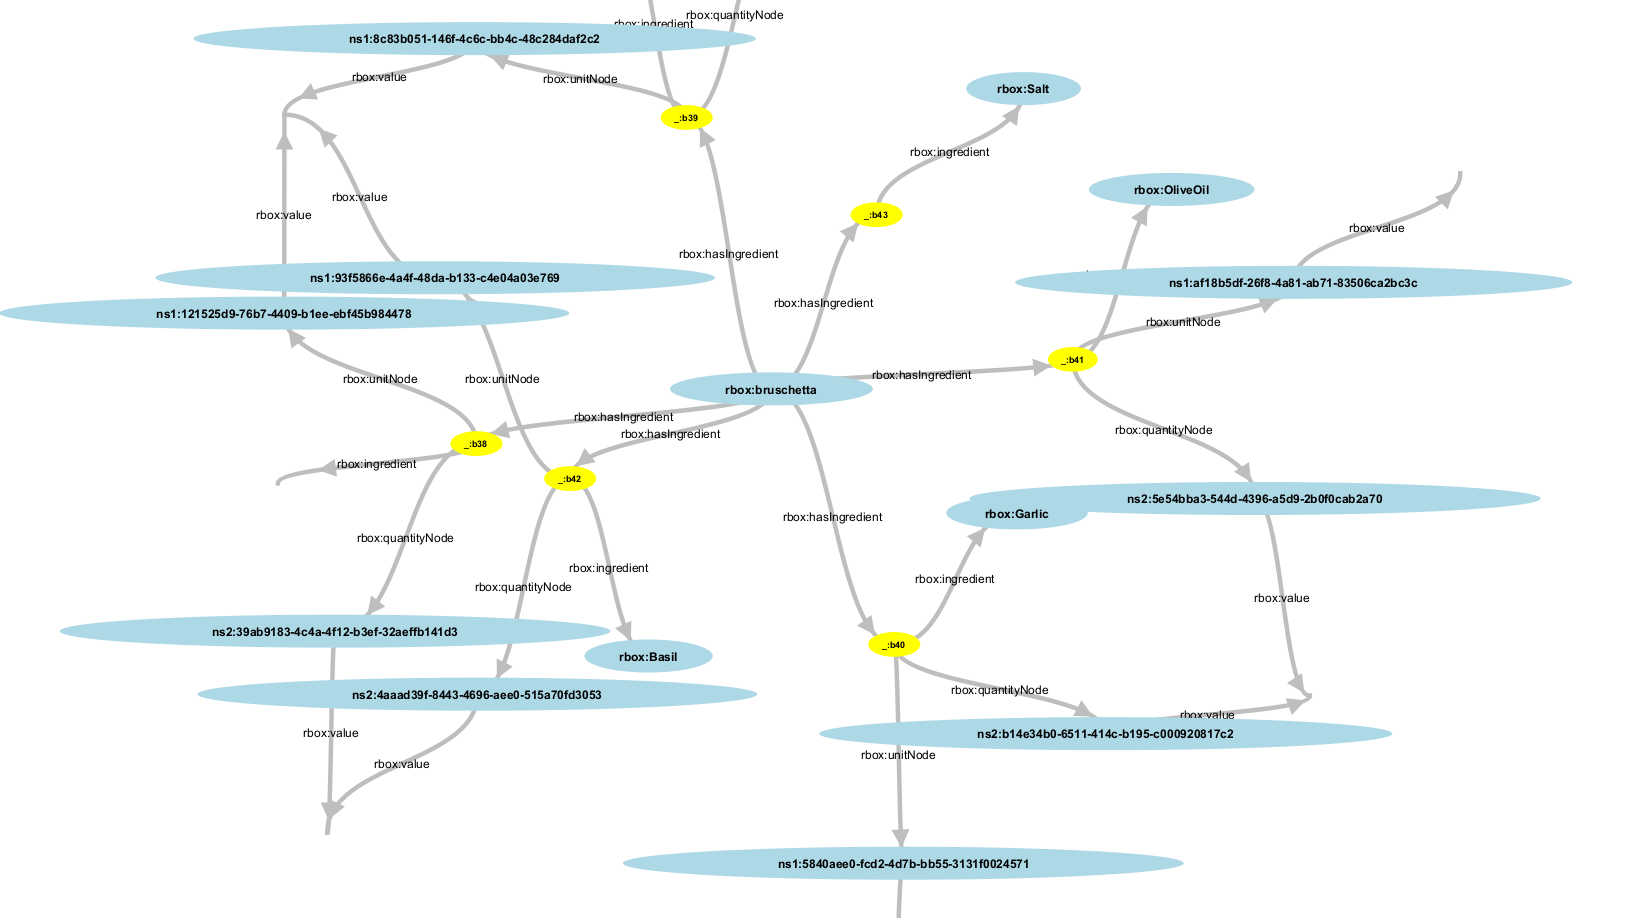 rbox:quantityNode
rbox:ingredient
ns1:8c83b051-146f-4c6c-bb4c-48c284daf2c2
rbox:value
rbox:unitNode
rbox:Salt
_:b39
rbox:ingredient
rbox:OliveOil
rbox:value
_:b43
rbox:value
rbox:value
rbox:hasIngredient
ns1:93f5866e-4a4f-48da-b133-c4e04a03e769
ns1:af18b5df-26f8-4a81-ab71-83506ca2bc3c
rbox:hasIngredient
ns1:121525d9-76b7-4409-b1ee-ebf45b984478
rbox:unitNode
_:b41
rbox:hasIngredient
rbox:unitNode
rbox:unitNode
rbox:bruschetta
rbox:hasIngredient
rbox:hasIngredient
rbox:quantityNode
_:b38
rbox:ingredient
_:b42
ns2:5e54bba3-544d-4396-a5d9-2b0f0cab2a70
rbox:Garlic
rbox:hasIngredient
rbox:quantityNode
rbox:ingredient
rbox:ingredient
rbox:quantityNode
rbox:value
ns2:39ab9183-4c4a-4f12-b3ef-32aeffb141d3
_:b40
rbox:Basil
rbox:quantityNode
ns2:4aaad39f-8443-4696-aee0-515a70fd3053
rbox:value
rbox:value
ns2:b14e34b0-6511-414c-b195-c000920817c2
rbox:unitNode
rbox:value
ns1:5840aee0-fcd2-4d7b-bb55-3131f0024571